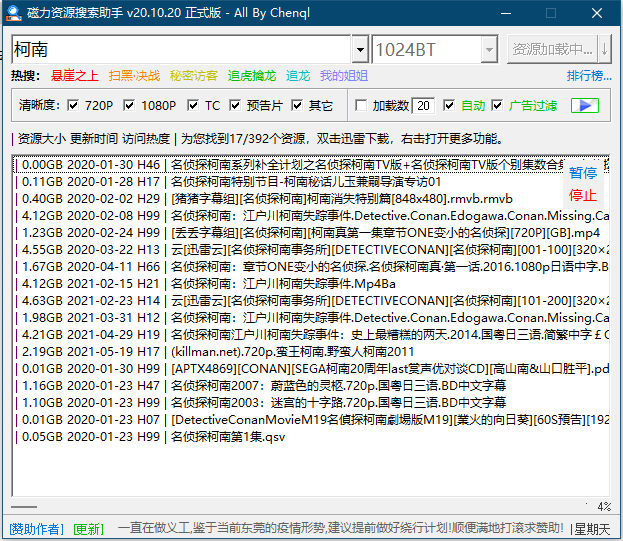 磁力资源搜索助手 v20.10.20 正式版 - All By Chenql
柯南 1024BT 资源加载中...
热搜： 悬崖之上 扫黑·决战 秘密访客 追虎擒龙 追龙 我的姐姐 排行榜...
清晰度： 720P 1080P TC 预告片 其它 加载数 20 自动 广告过滤
| 资源大小 更新时间 访问热度 | 为您找到17/392个资源，双击迅雷下载，右击打开更多功能。
| 0.00GB 2020-01-30 H46 | 名侦探柯南系列补全计划之名侦探柯南TV版+名侦探柯南TV版个别集数合集
| 0.11GB 2020-01-28 H17 | 名侦探柯南特别节目-柯南秘话儿玉兼嗣导演专访01
暂停
| 0.40GB 2020-02-02 H29 | [猪猪字幕组][名侦探柯南]柯南消失特别篇[848x480].rmvb.rmvb
停止
| 4.12GB 2020-02-08 H99 | 名侦探柯南：江户川柯南失踪事件.Detective.Conan.Edogawa.Conan.Missing.Ca
| 1.23GB 2020-02-24 H99 | [丢丢字幕组][名侦探柯南][柯南真第一集章节ONE变小的名侦探][720P][GB].mp4
| 4.55GB 2020-03-22 H13 | 云[迅雷云][名侦探柯南事务所][DETECTIVECONAN][名侦探柯南][001-100][320×2
| 1.67GB 2020-04-11 H66 | 名侦探柯南：章节ONE变小的名侦探.名侦探柯南真·第一话.2016.1080p日语中字.B
| 4.12GB 2021-02-15 H21 | 名侦探柯南：江户川柯南失踪事件.Mp4Ba
| 4.63GB 2021-02-23 H14 | 云[迅雷云][名侦探柯南事务所][DETECTIVECONAN][名侦探柯南][101-200][320×2
| 1.98GB 2021-03-31 H12 | 名侦探柯南：江户川柯南失踪事件.Detective.Conan.Edogawa.Conan.Missing.Ca
| 4.21GB 2021-04-29 H19 | 名侦探柯南江户川柯南失踪事件：史上最糟糕的两天.2014.国粤日三语.简繁中字￡C
| 2.19GB 2021-05-19 H17 | (killman.net).720p.蛮王柯南.野蛮人柯南2011
| 0.01GB 2020-01-30 H99 | [APTX4869][CONAN][SEGA柯南20周年last赏声优对谈CD][高山南&山口胜平].pd
| 1.16GB 2020-01-23 H47 | 名侦探柯南2007：蔚蓝色的灵柩.720p.国粤日三语.BD中文字幕
| 1.10GB 2020-01-23 H99 | 名侦探柯南2003：迷宫的十字路.720p.国粤日三语.BD中文字幕
| 0.01GB 2020-01-23 H07 | [DetectiveConanMovieM19名侦探柯南劇場版M19][業火的向日葵][60S預告][192
| 0.05GB 2020-01-23 H99 | 名侦探柯南第1集.qsv
4%
[赞助作者] [更新] 一直在做义工,鉴于当前东莞的疫情形势,建议提前做好绕行计划!顺便满地打滚求赞助! |星期天